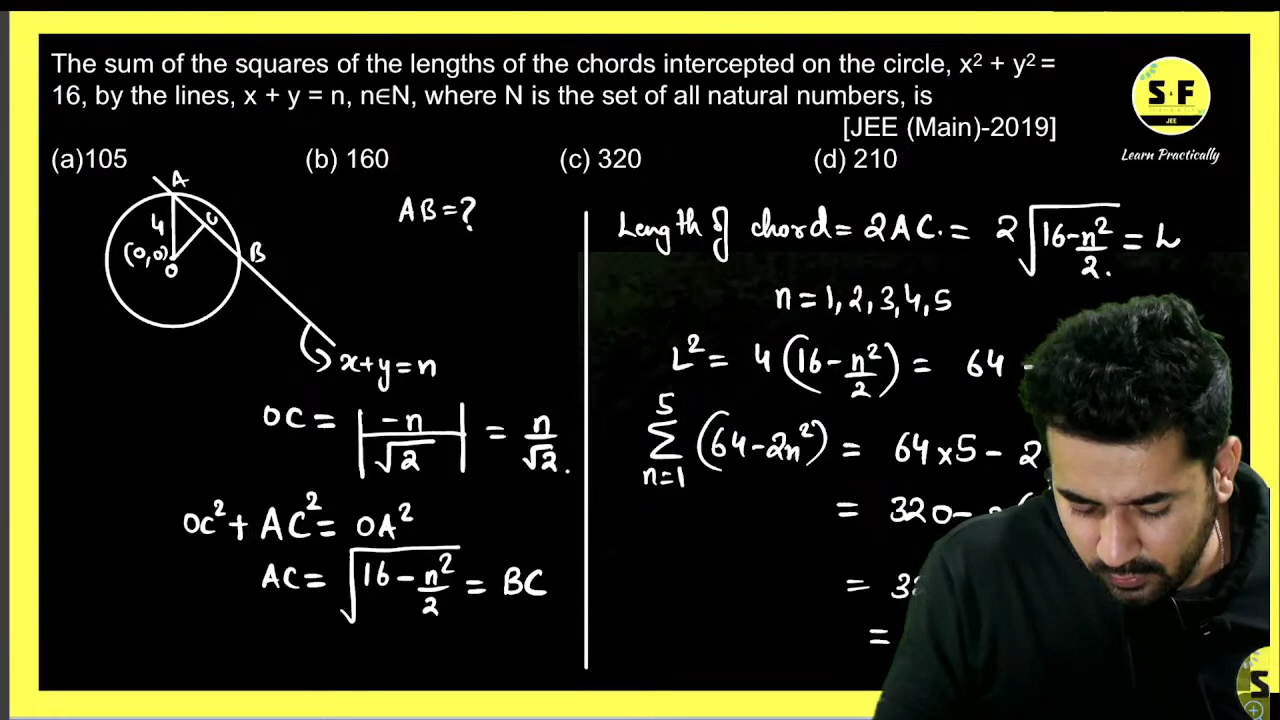 The sum of the squares of the lengths of the chords intercepted on the circle, x² + y² =
16, by the lines, x + y = n, n∈N, where N is the set of all natural numbers, is
[JEE (Main)-2019]
(a)105 (b) 160 (c) 320 (d) 210
S F
JEE
Learn Practically
A
4
C
(0,0)
O
B
x+y=n
AB=?
OC = |-n/√2| = n/√2.
OC² + AC² = OA²
AC = √(16-n²/2) = BC
Length of chord = 2AC. = 2√(16-n²/2.) = L
n=1,2,3,4,5
L² = 4(16-n²/2) = 64 -
5∑n=1 (64-2n²) = 64×5-2
= 320-
= 32
=
S